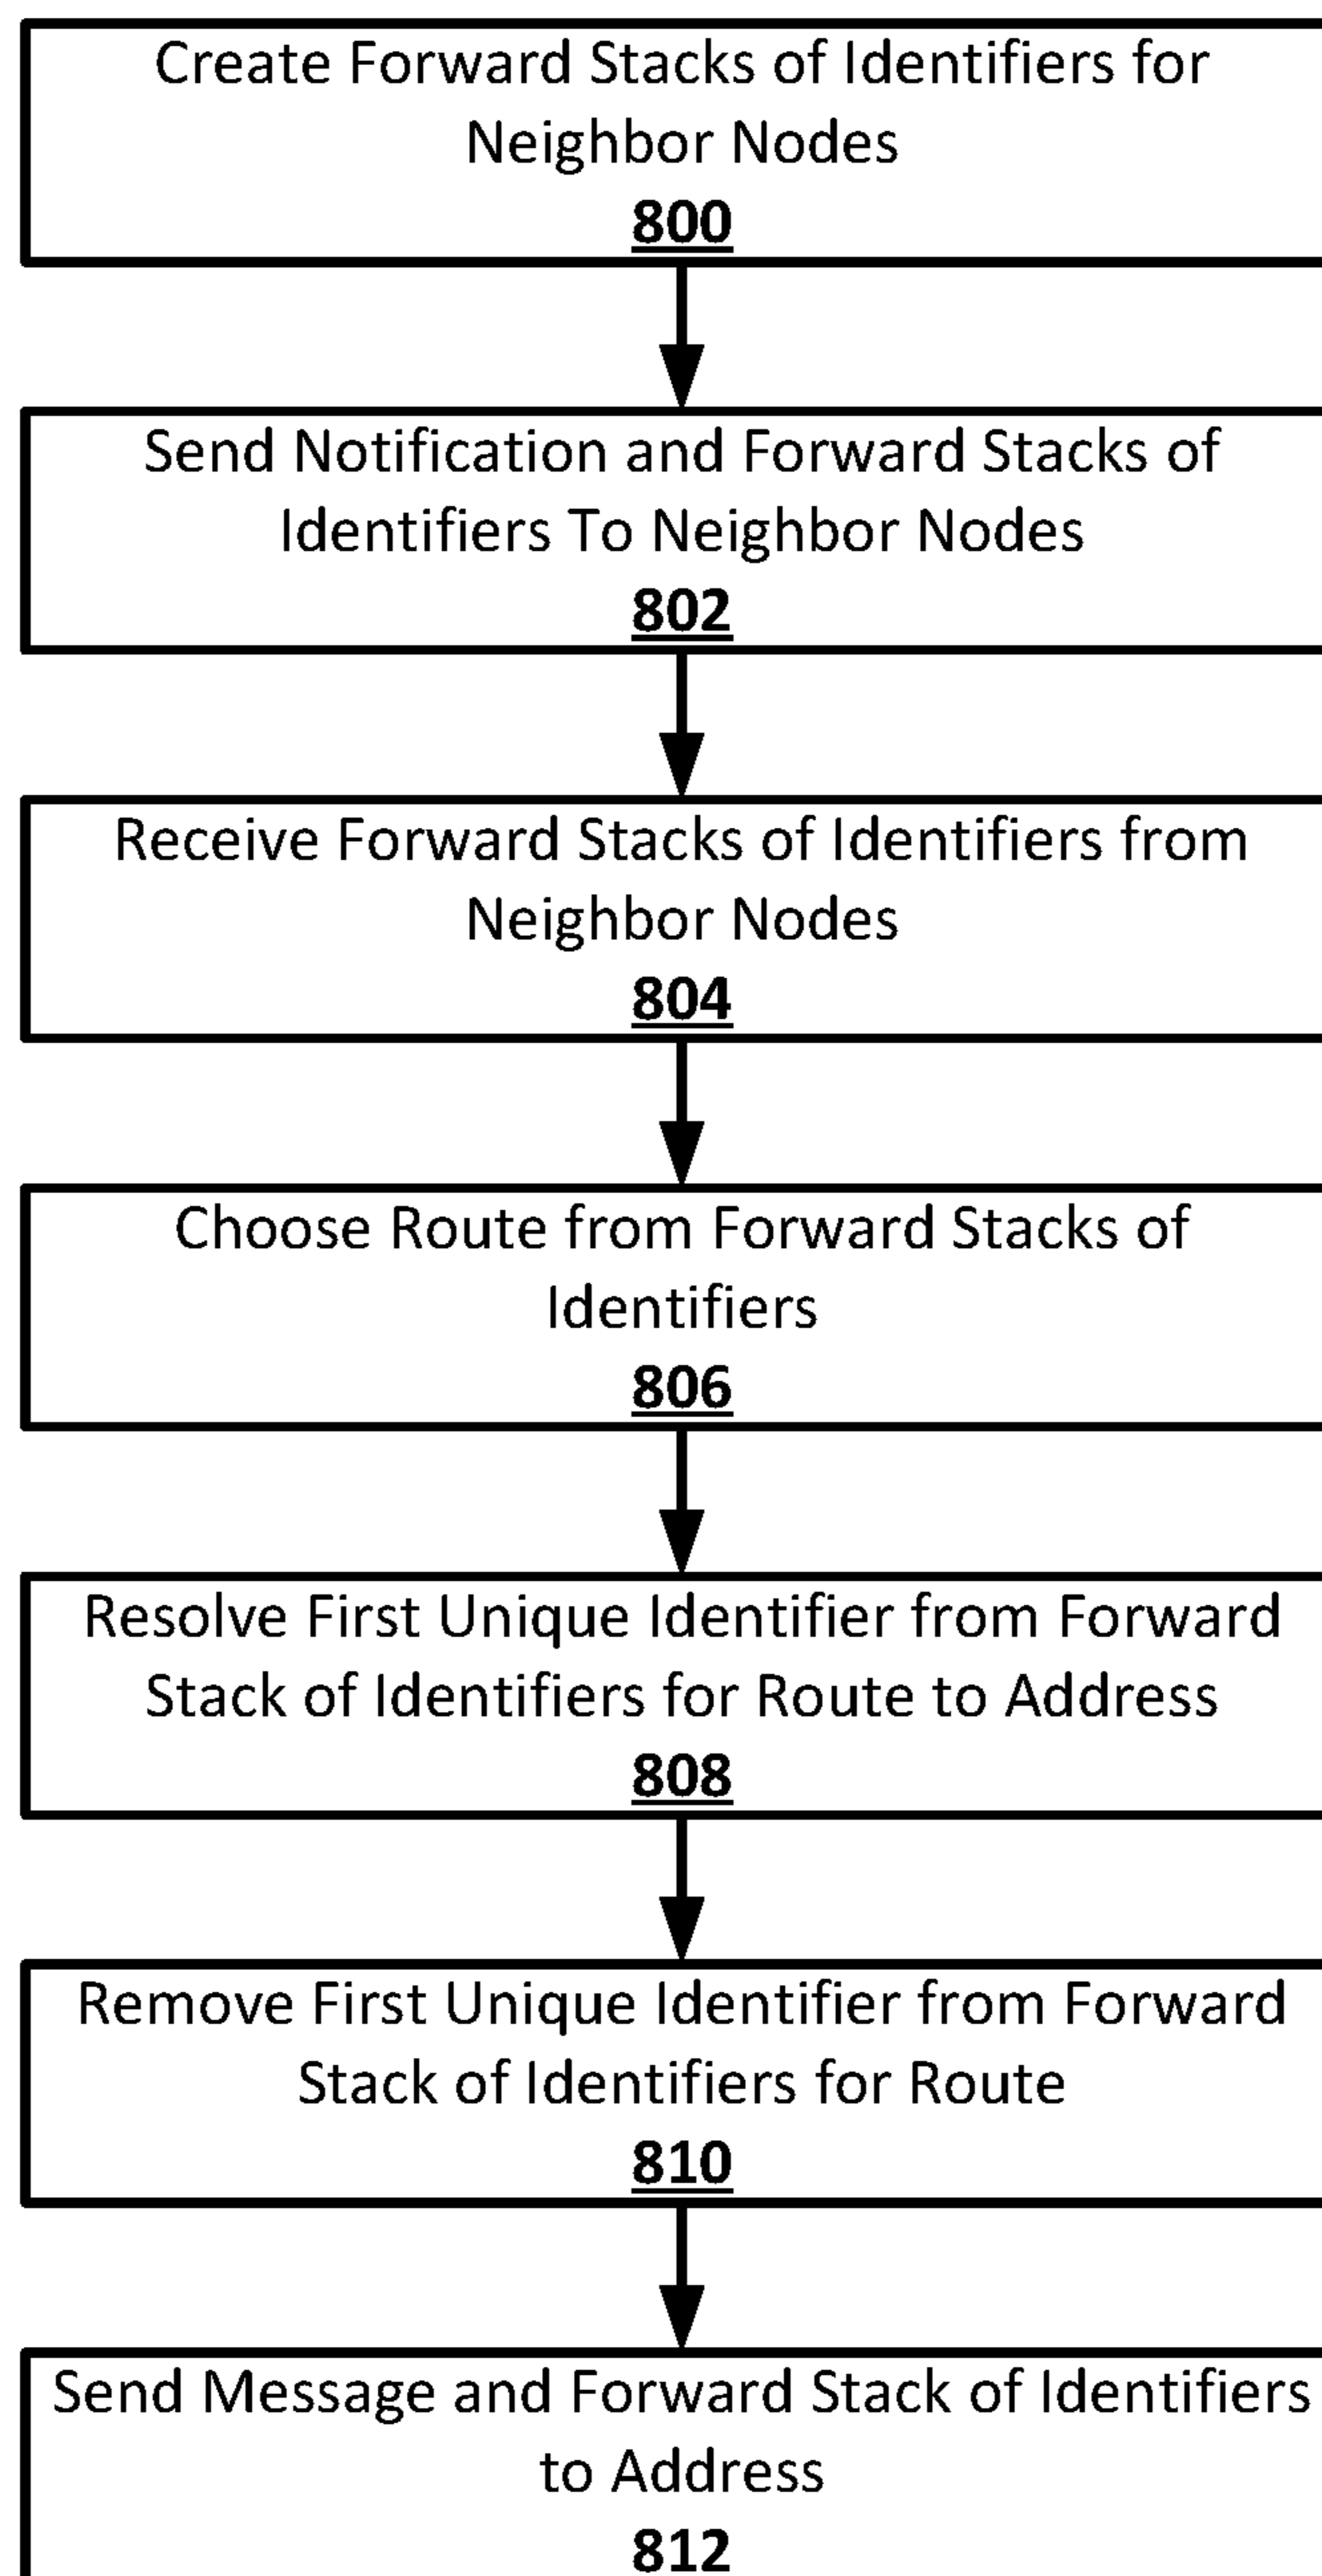 Create Forward Stacks of Identifiers for
Neighbor Nodes
800
Send Notification and Forward Stacks of
Identifiers To Neighbor Nodes
802
Receive Forward Stacks of Identifiers from
Neighbor Nodes
804
Choose Route from Forward Stacks of
Identifiers
806
Resolve First Unique Identifier from Forward
Stack of Identifiers for Route to Address
808
Remove First Unique Identifier from Forward
Stack of Identifiers for Route
810
Send Message and Forward Stack of Identifiers
to Address
812